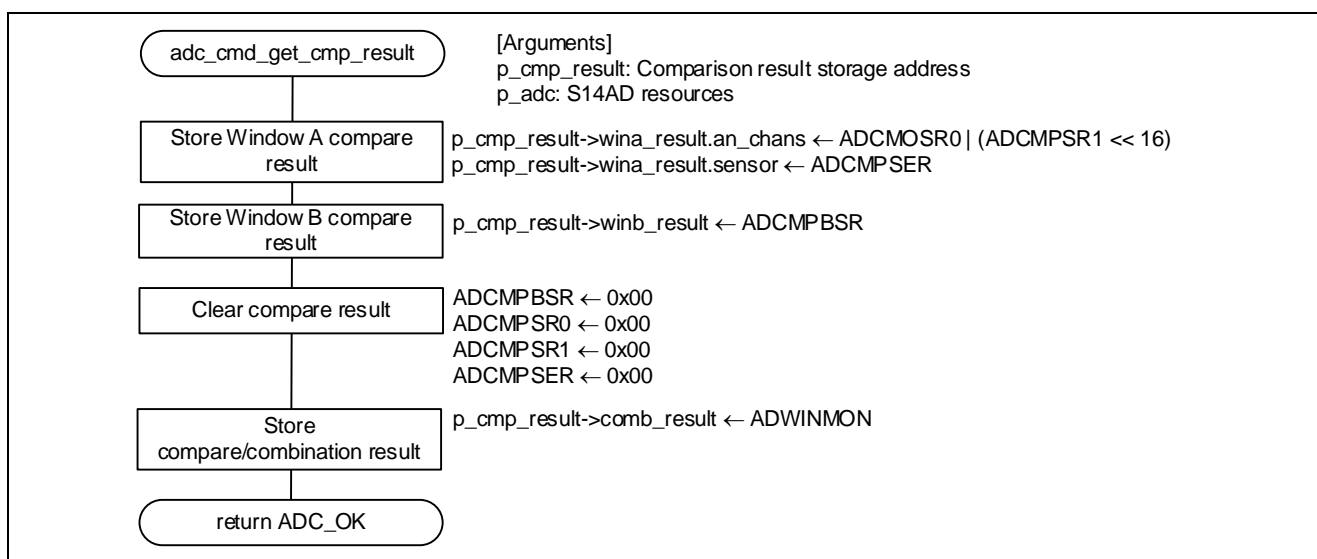 adc_cmd_get_cmp_result
[Arguments]
p_cmp_result: Comparison result storage address
p_adc: S14AD resources
Store Window A compare
result
p_cmp_result->wina_result.an_chans ← ADCMOSR0 | (ADCMPSR1 << 16)
p_cmp_result->wina_result.sensor ← ADCMPSER
Store Window B compare
result
p_cmp_result->winb_result ← ADCMPBSR
Clear compare result
ADCMPBSR ← 0x00
ADCMPSR0 ← 0x00
ADCMPSR1 ← 0x00
ADCMPSER ← 0x00
Store
compare/combination result
p_cmp_result->comb_result ← ADWINMON
return ADC_OK